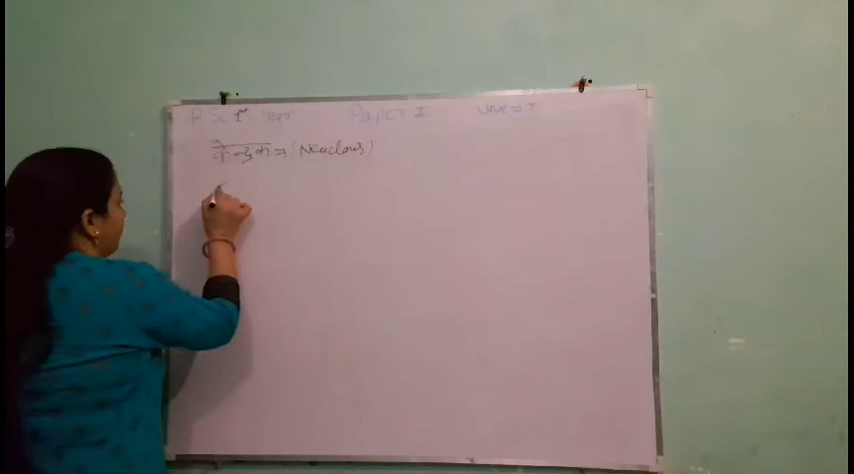 B.Sc 1st Year Paper I Unit → I
केन्द्रक → (Neuclous)